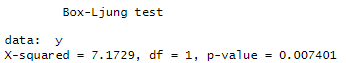 Box-Ljung test
data:  y
X-squared = 7.1729, df = 1, p-value = 0.007401